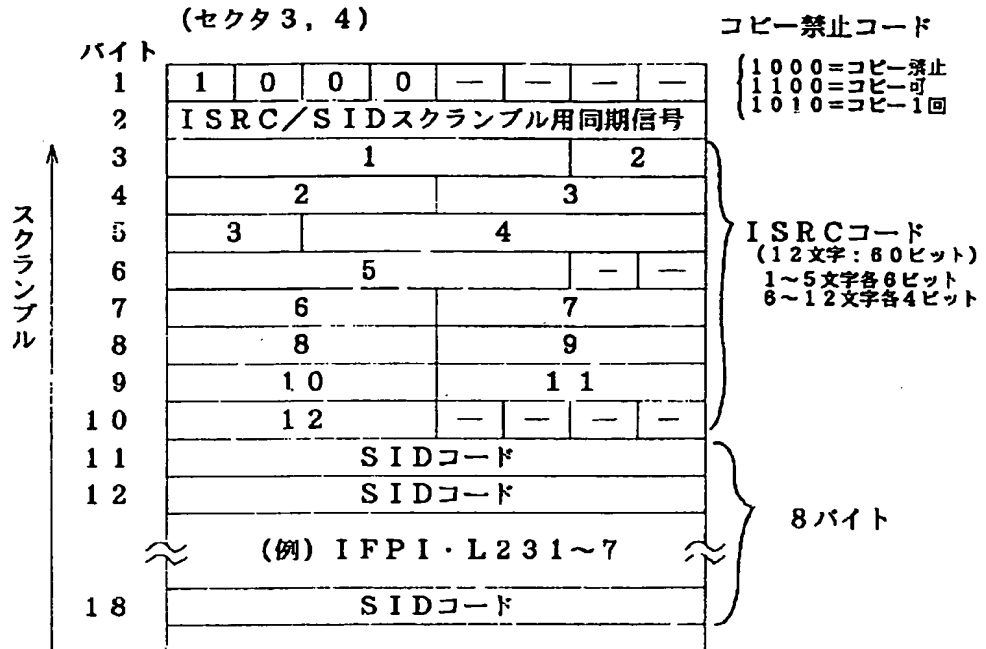 (セクタ3, 4)
コピー禁止コード
1000=コピー禁止
1100=コピー可
1010=コピー1回
バイト
1 1 0 0 0 — — — —
2 ISRC/SIDスクランブル用同期信号
3 1 2
4 2 3
5 3 4
6 5 — —
7 6 7
8 8 9
9 10 11
10 12 — — — —
11 SIDコード
12 SIDコード
(例) IFPI・L231~7
18 SIDコード
スクランブル
ISRCコード
(12文字:60ビット)
1~5文字各6ビット
6~12文字各4ビット
8バイト